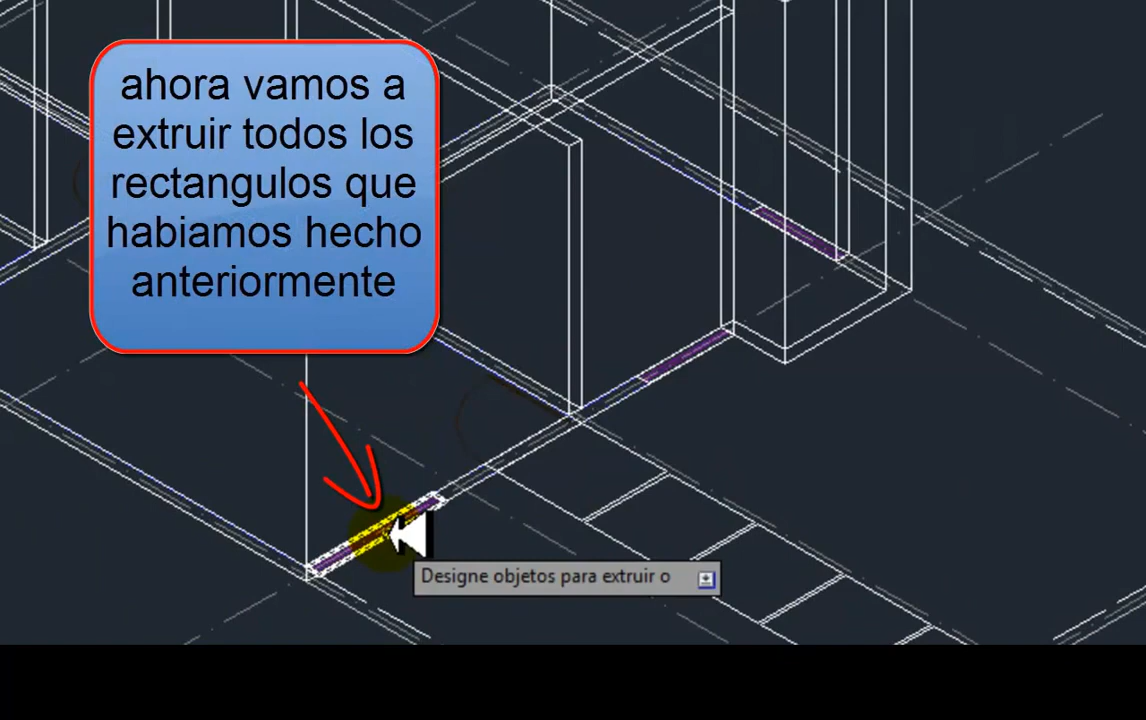 ahora vamos a
extruir todos los
rectangulos que
habiamos hecho
anteriormente
Designe objetos para extruir o